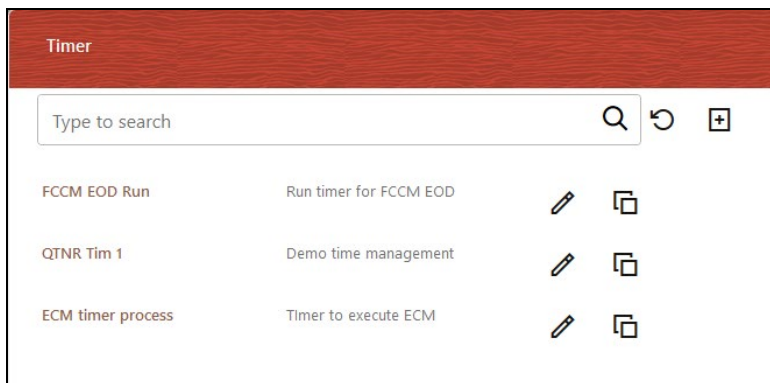 Timer
Type to search
FCCM EOD Run Run timer for FCCM EOD
QTNR Tim 1 Demo time management
ECM timer process TImer to execute ECM